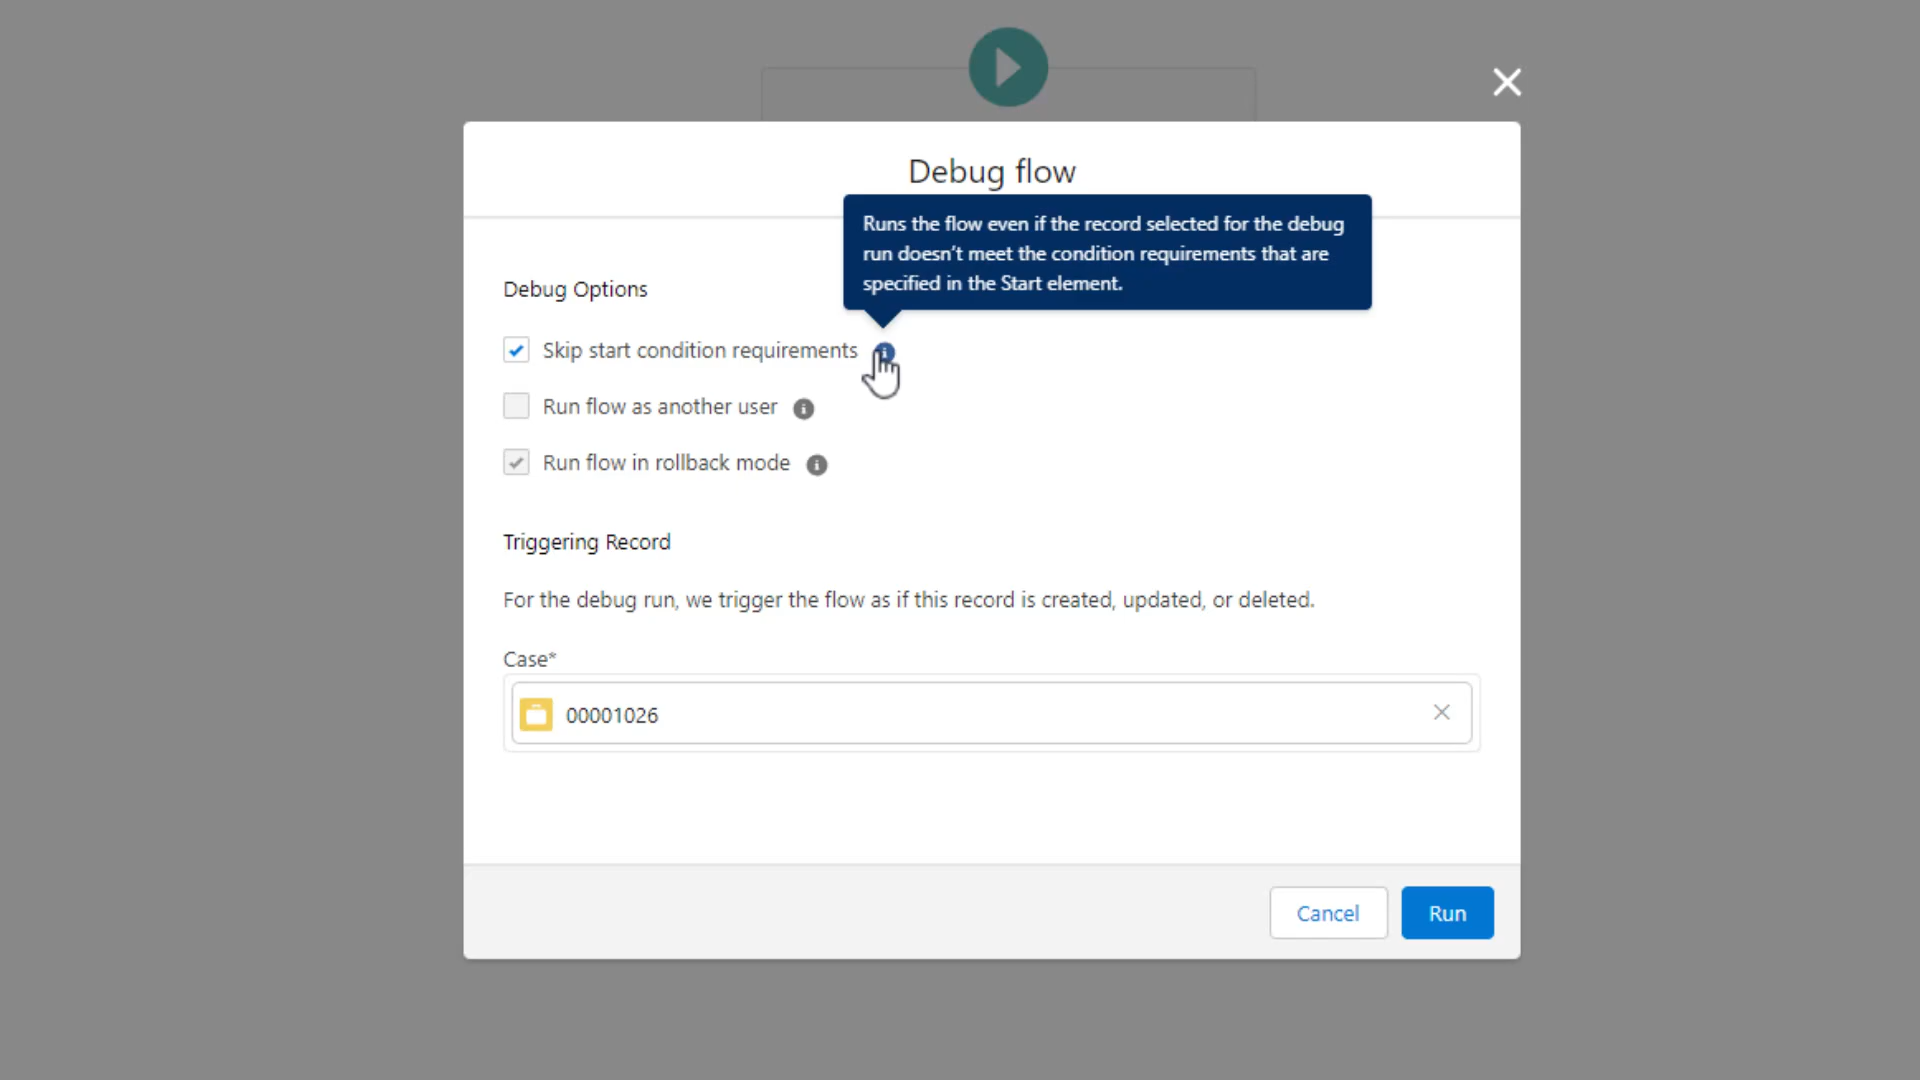 Debug flow
Runs the flow even if the record selected for the debug
run doesn't meet the condition requirements that are
specified in the Start element.
Debug Options
Skip start condition requirements
Run flow as another user
Run flow in rollback mode
Triggering Record
For the debug run, we trigger the flow as if this record is created, updated, or deleted.
Case*
00001026
Cancel
Run